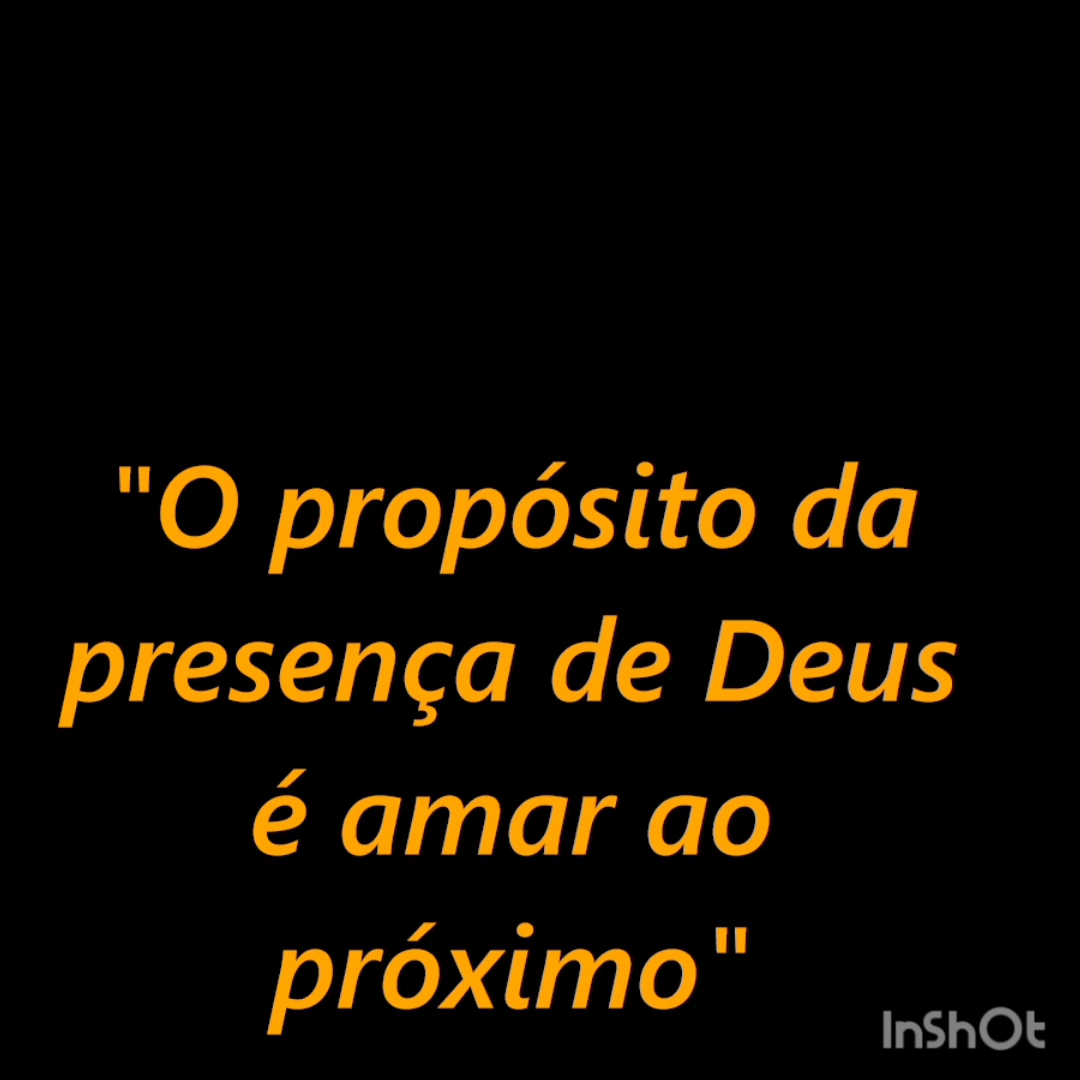 "O propósito da
presença de Deus
é amar ao
próximo"
InShOt